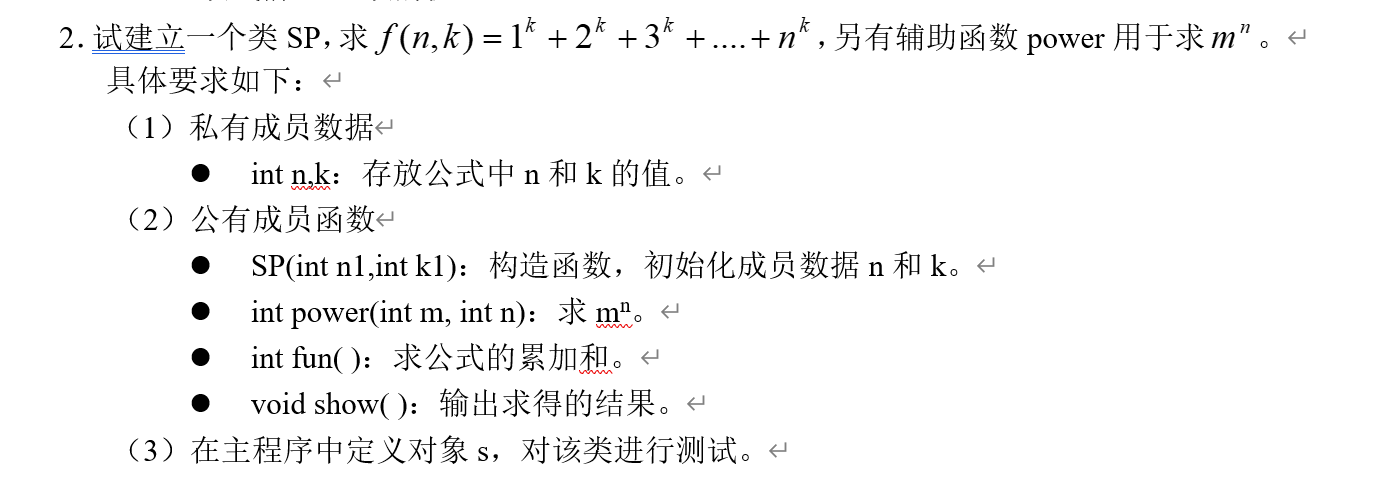 2. 试建立一个类 SP，求 f(n,k) = 1^k + 2^k + 3^k + .... + n^k，另有辅助函数 power 用于求 m^n。↵
具体要求如下：↵
（1）私有成员数据↵
● int n,k：存放公式中 n 和 k 的值。↵
（2）公有成员函数↵
● SP(int n1,int k1)：构造函数，初始化成员数据 n 和 k。↵
● int power(int m, int n)：求 mⁿ。↵
● int fun( )：求公式的累加和。↵
● void show( )：输出求得的结果。↵
（3）在主程序中定义对象 s，对该类进行测试。↵